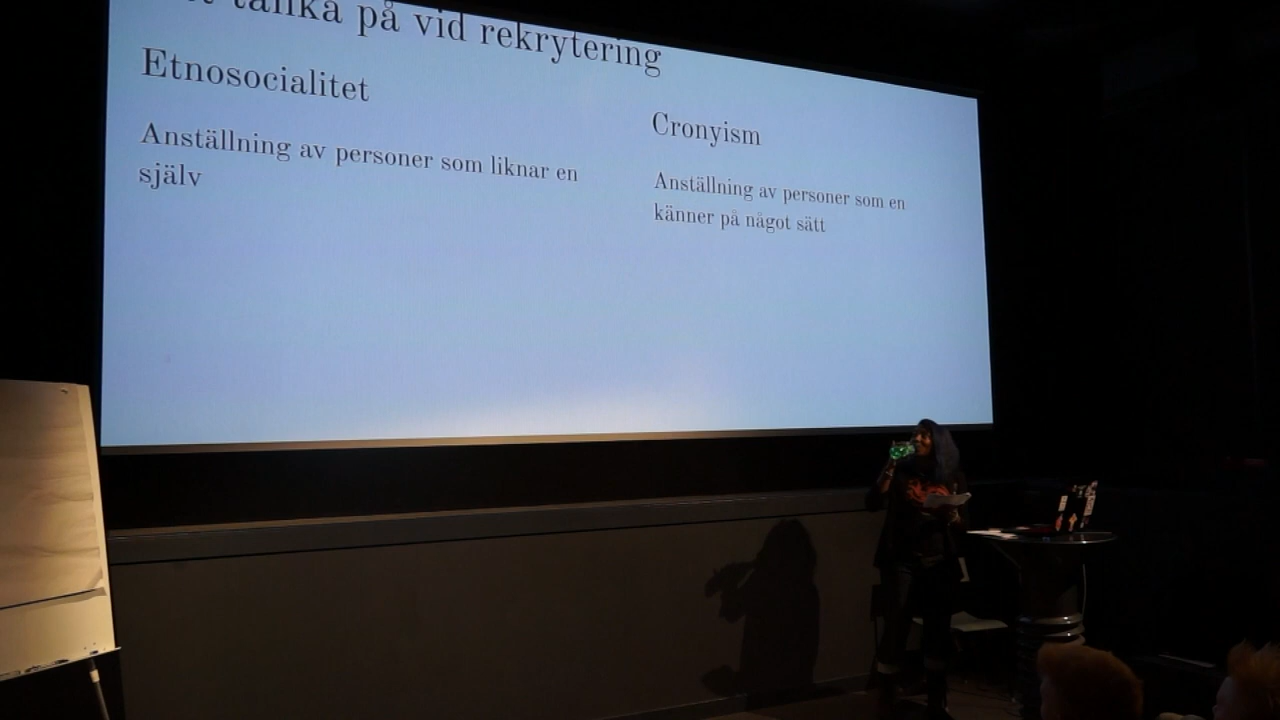 tänka på vid rekrytering
Etnosocialitet
Anställning av personer som liknar en
själv
Cronyism
Anställning av personer som en
känner på något sätt